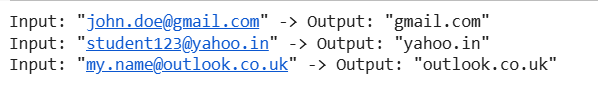 Input: "john.doe@gmail.com" -> Output: "gmail.com"
Input: "student123@yahoo.in" -> Output: "yahoo.in"
Input: "my.name@outlook.co.uk" -> Output: "outlook.co.uk"